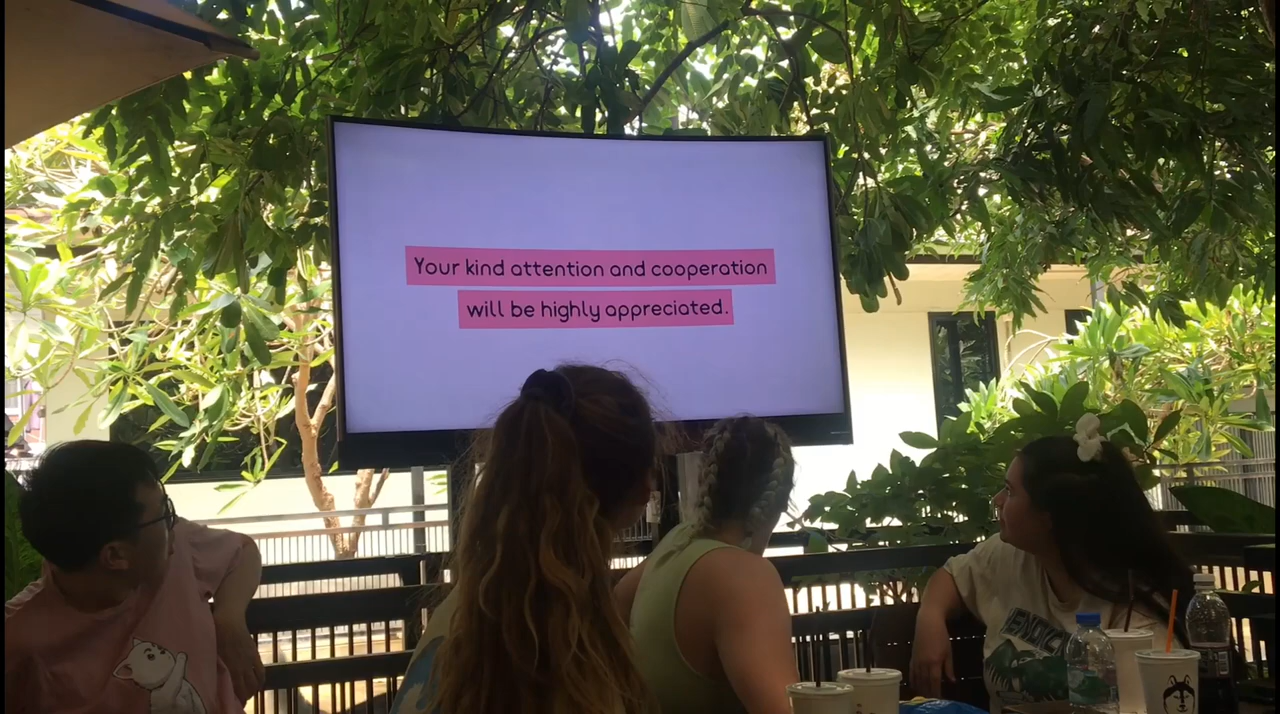 Your kind attention and cooperation
will be highly appreciated.